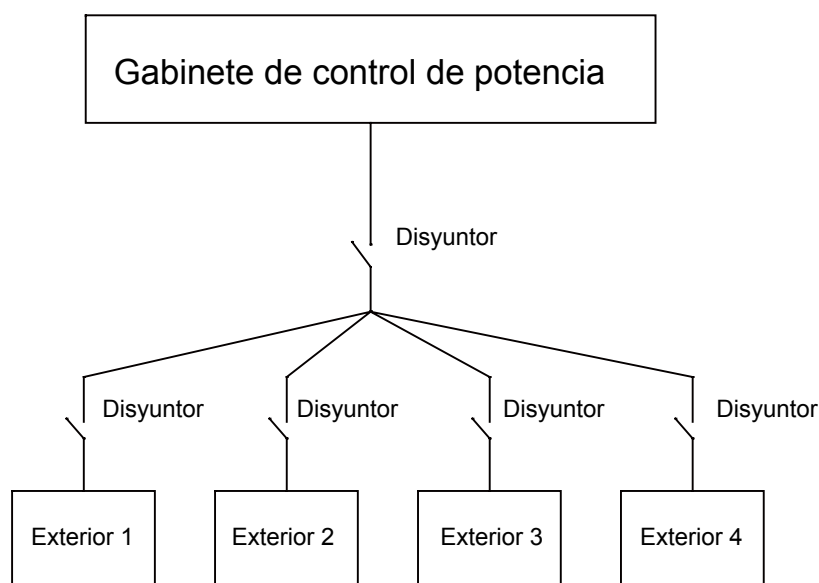 Gabinete de control de potencia
Disyuntor
Disyuntor
Disyuntor
Disyuntor
Disyuntor
Exterior 1
Exterior 2
Exterior 3
Exterior 4